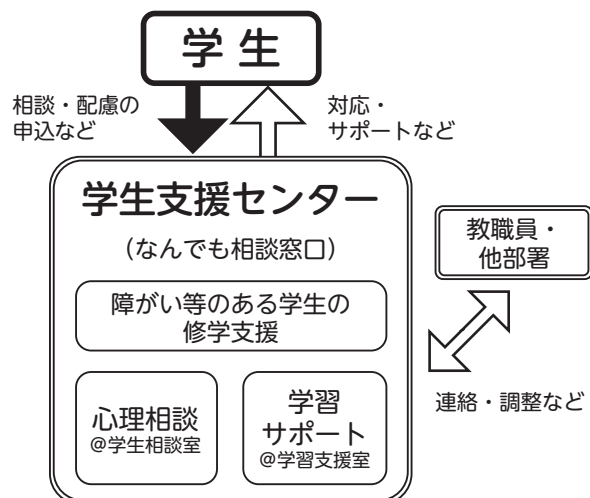 学 生
相談・配慮の
申込など
対応・
サポートなど
学生支援センター
(なんでも相談窓口)
教職員・
他部署
障がい等のある学生の
修学支援
心理相談
@学生相談室
学習
サポート
@学習支援室
連絡・調整など